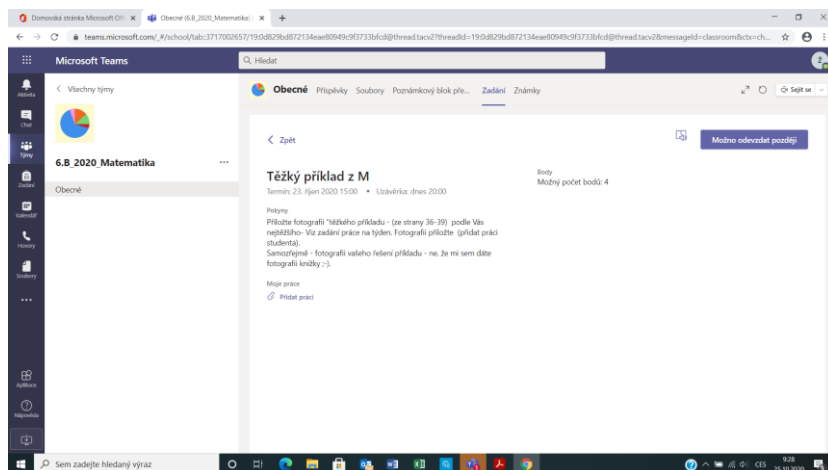 Domovská stránka Microsoft Off
Obecné (6.B_2020_Matematika) |
teams.microsoft.com/_#/school/tab:3717002657/19:0d829bd872134eae80949c9f3733bfcd@thread.tacv2?threadId=19:0d829bd872134eae80949c9f3733bfcd@thread.tacv2&messageId=classroom&ctx=ch...
Microsoft Teams
Hledat
Ž
Aktivita
Chat
Týmy
Zadání
Kalendář
Hovory
Soubory
Aplikace
Nápověda
Všechny týmy
6.B_2020_Matematika
Obecné
Obecné Příspěvky Soubory Poznámkový blok pře... Zadání Známky
Sejít se
Zpět
Možno odevzdat později
Těžký příklad z M
Termín: 23. říjen 2020 15:00 • Uzávěrka: dnes 20:00
Pokyny
Přiložte fotografii "těžkého příkladu - (ze strany 36-39) podle Vás
nejtěžšího- Viz zadání práce na týden. Fotografii přiložte (přidat práci
studenta).
Samozřejmě - fotografii vašeho řešení příkladu - ne, že mi sem dáte
fotografii knížky ;-).
Moje práce
Přidat práci
Body
Možný počet bodů: 4
Sem zadejte hledaný výraz
CES
9:28
25.10.2020